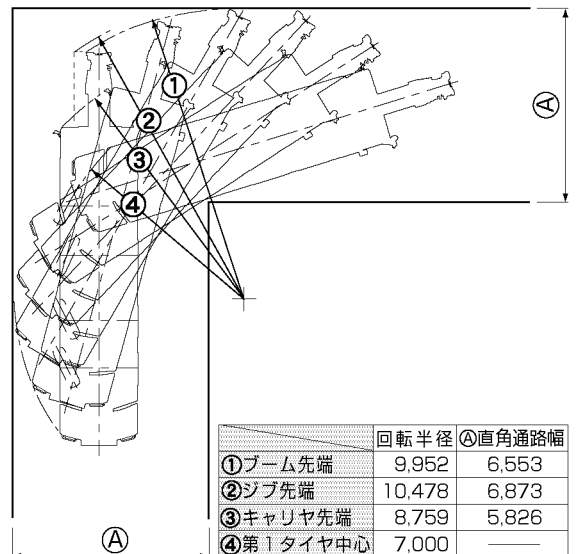 ①
Ⓐ
②
③
④
回転半径 Ⓐ直角通路幅
①ブーム先端 9,952 6,553
②ジブ先端 10,478 6,873
③キャリヤ先端 8,759 5,826
④第1タイヤ中心 7,000 ——
Ⓐ